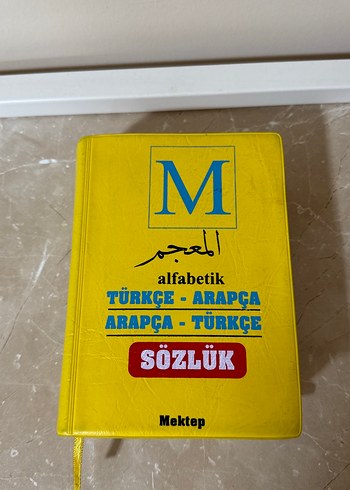 M
المعجم
alfabetik
TÜRKÇE - ARAPÇA
ARAPÇA - TÜRKÇE
SÖZLÜK
Mektep